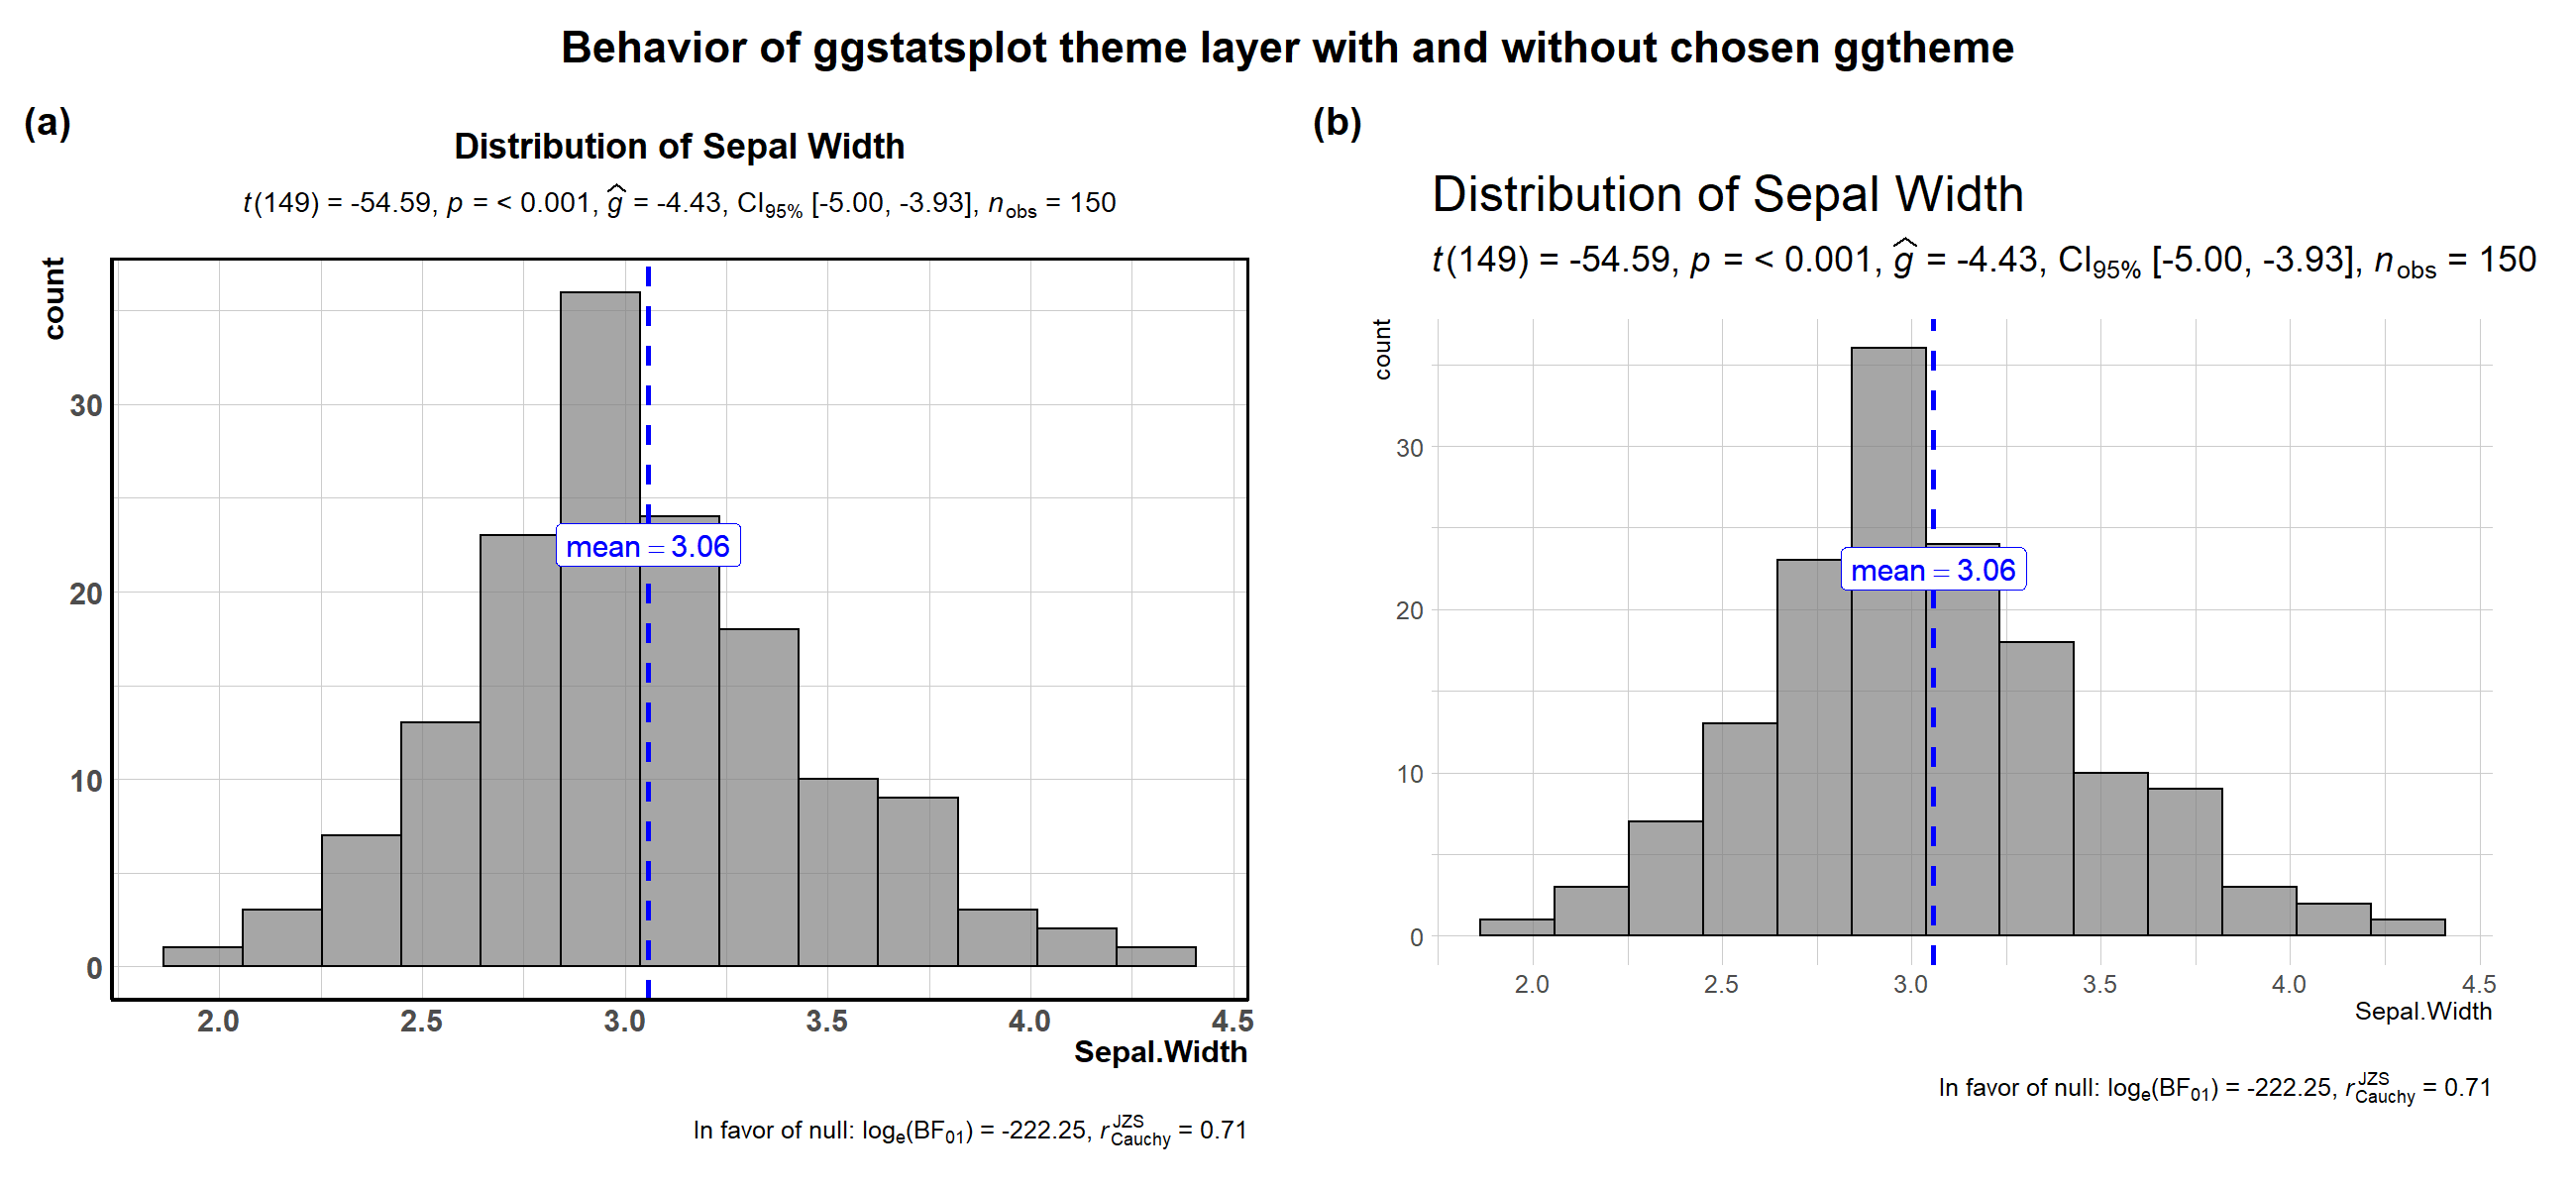 Behavior of ggstatsplot theme layer with and without chosen ggtheme
(a)
Distribution of Sepal Width
t(149) = -54.59, p = < 0.001, ĝ = -4.43, CI95% [-5.00, -3.93], nobs = 150
count
30
20
10
0
mean = 3.06
2.0 2.5 3.0 3.5 4.0 4.5
Sepal.Width
In favor of null: loge(BF01) = -222.25, rJZSCauchy = 0.71
(b)
Distribution of Sepal Width
t(149) = -54.59, p = < 0.001, ĝ = -4.43, CI95% [-5.00, -3.93], nobs = 150
count
30
20
10
0
mean = 3.06
2.0 2.5 3.0 3.5 4.0 4.5
Sepal.Width
In favor of null: loge(BF01) = -222.25, rJZSCauchy = 0.71